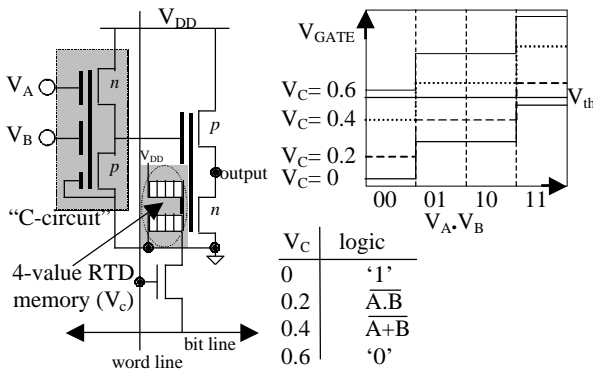 V_DD
V_A
V_B
n
p
p
n
V_DD
output
"C-circuit"
4-value RTD
memory (V_c)
bit line
word line
V_GATE
V_C= 0.6
V_C= 0.4
V_C= 0.2
V_C= 0
V_th
00 01 10 11
V_A.V_B
V_C logic
0 '1'
0.2 A̅.̅B̅
0.4 A̅+̅B̅
0.6 '0'